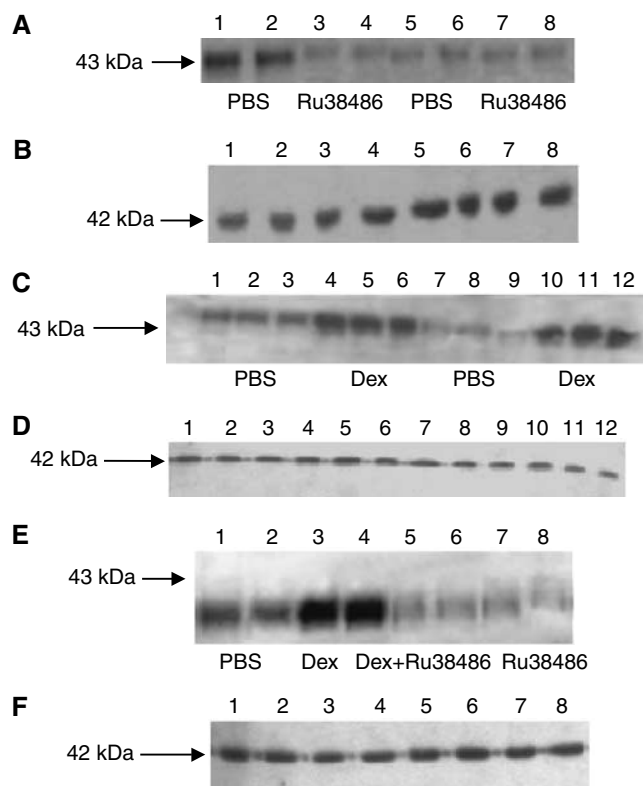 A
1 2 3 4 5 6 7 8
43 kDa
PBS Ru38486 PBS Ru38486
B
1 2 3 4 5 6 7 8
42 kDa
C
1 2 3 4 5 6 7 8 9 10 11 12
43 kDa
PBS Dex PBS Dex
D
1 2 3 4 5 6 7 8 9 10 11 12
42 kDa
E
1 2 3 4 5 6 7 8
43 kDa
PBS Dex Dex+Ru38486 Ru38486
F
1 2 3 4 5 6 7 8
42 kDa